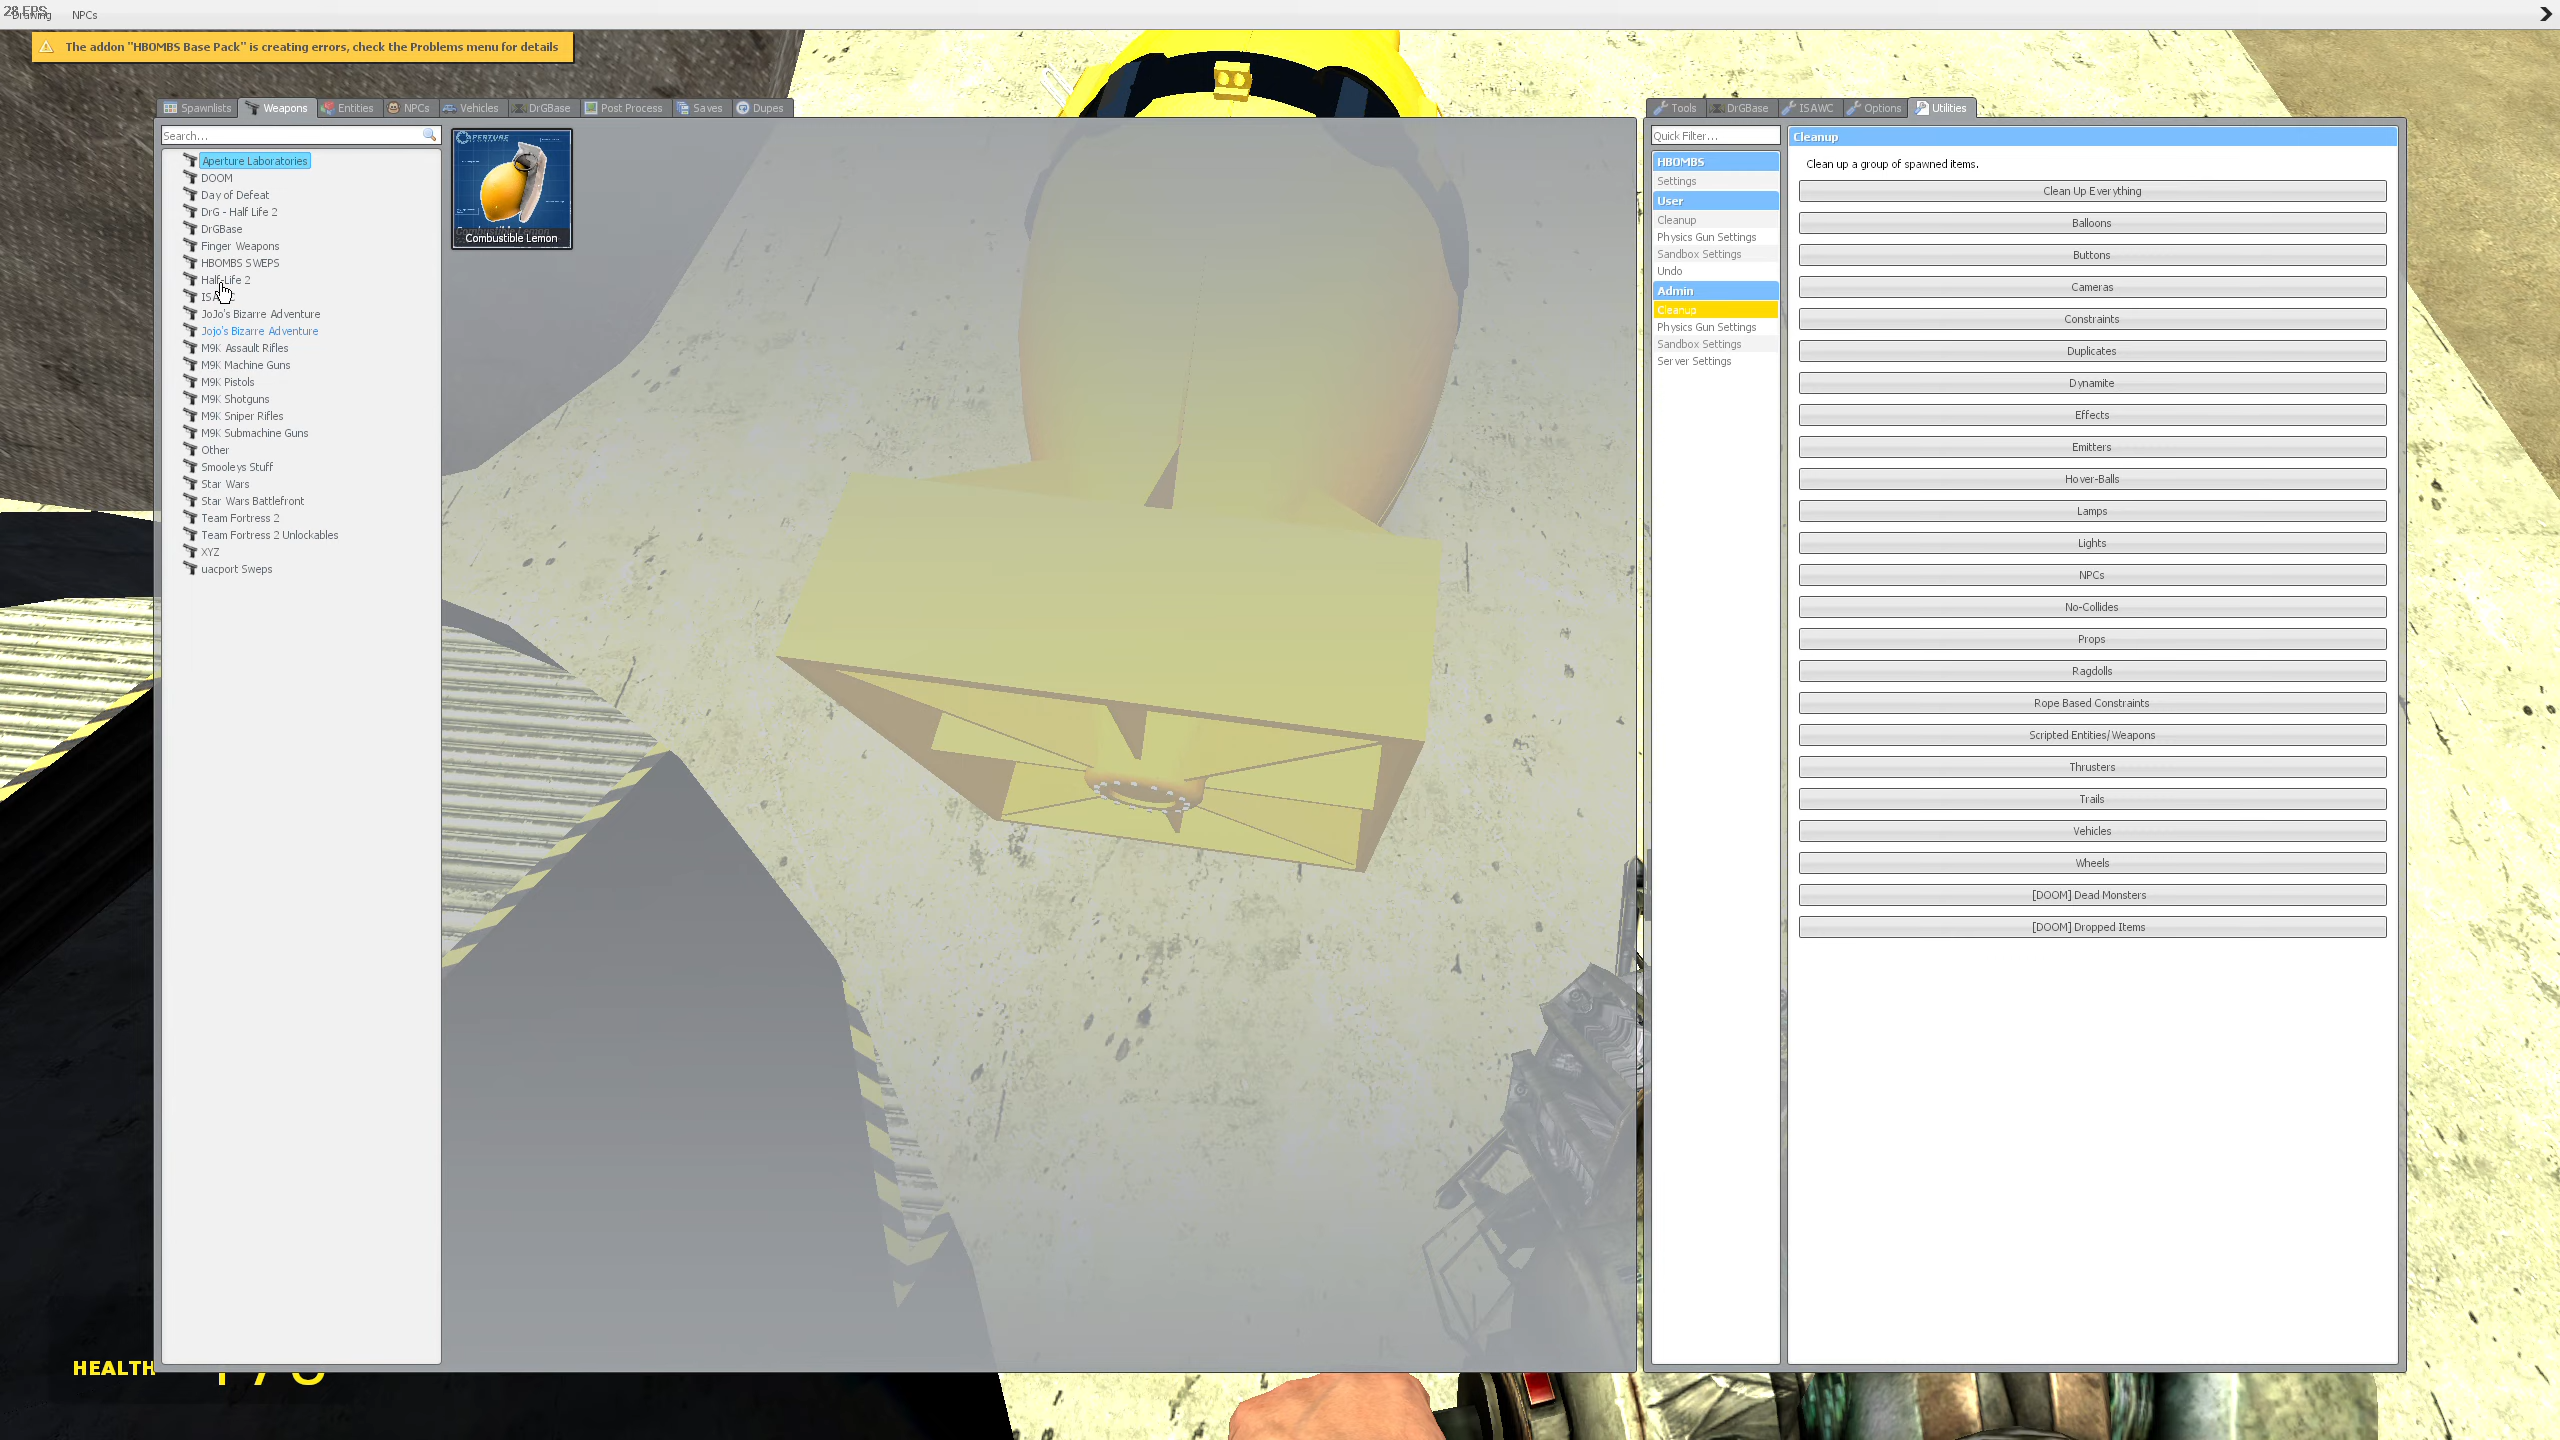 28 FPS
Drawing NPCs
The addon "HBOMBS Base Pack" is creating errors, check the Problems menu for details
Spawnlists Weapons Entities NPCs Vehicles DrGBase Post Process Saves Dupes
Search...
Aperture Laboratories
DOOM
Day of Defeat
DrG - Half Life 2
DrGBase
Finger Weapons
HBOMBS SWEPS
Half-Life 2
JoJo's Bizarre Adventure
Jojo's Bizarre Adventure
M9K Assault Rifles
M9K Machine Guns
M9K Pistols
M9K Shotguns
M9K Sniper Rifles
M9K Submachine Guns
Other
Smooleys Stuff
Star Wars
Star Wars Battlefront
Team Fortress 2
Team Fortress 2 Unlockables
XYZ
uacport Sweps
Combustible Lemon
Tools DrGBase ISAWC Options Utilities
Quick Filter...
HBOMBS
Settings
User
Cleanup
Physics Gun Settings
Sandbox Settings
Undo
Admin
Cleanup
Physics Gun Settings
Sandbox Settings
Server Settings
Cleanup
Clean up a group of spawned items.
Clean Up Everything
Balloons
Buttons
Cameras
Constraints
Duplicates
Dynamite
Effects
Emitters
Hover-Balls
Lamps
Lights
NPCs
No-Collides
Props
Ragdolls
Rope Based Constraints
Scripted Entities/Weapons
Thrusters
Trails
Vehicles
Wheels
[DOOM] Dead Monsters
[DOOM] Dropped Items
HEALTH